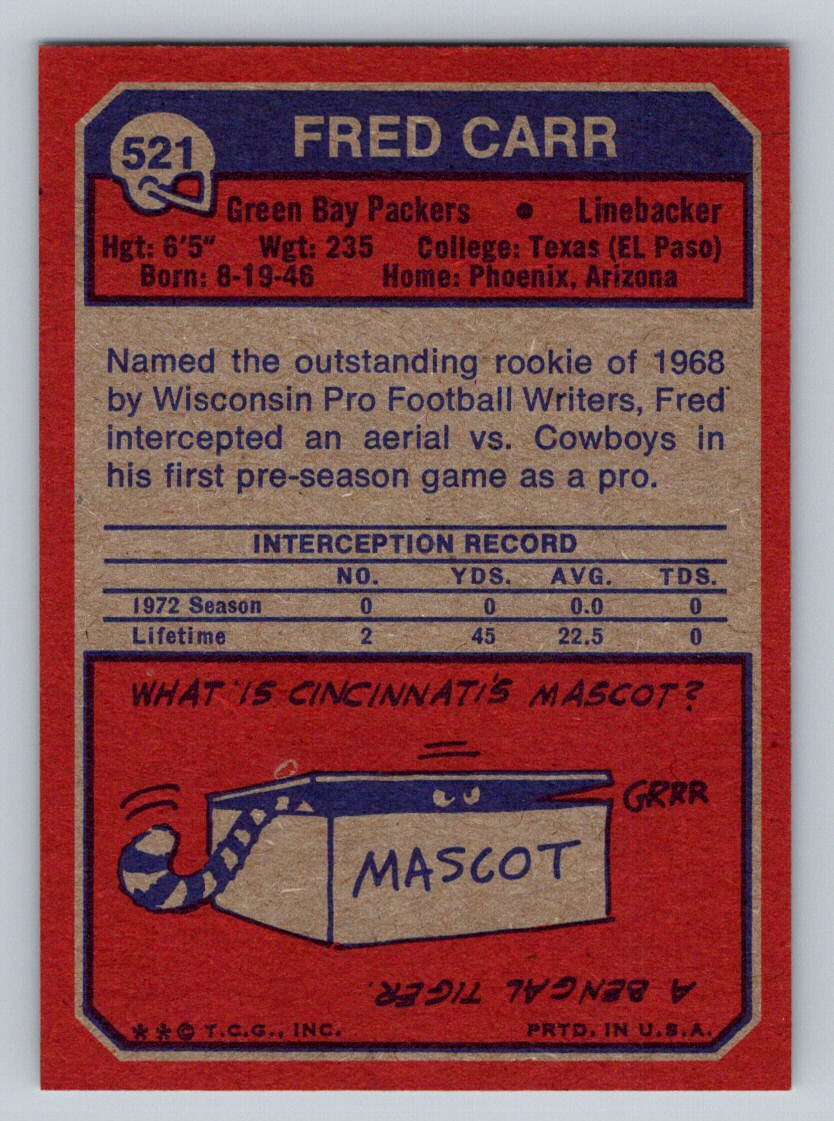 521
FRED CARR
Green Bay Packers • Linebacker
Hgt: 6'5" Wgt: 235 College: Texas (EL Paso)
Born: 8-19-46 Home: Phoenix, Arizona
Named the outstanding rookie of 1968
by Wisconsin Pro Football Writers, Fred
intercepted an aerial vs. Cowboys in
his first pre-season game as a pro.
INTERCEPTION RECORD
NO. YDS. AVG. TDS.
1972 Season 0 0 0.0 0
Lifetime 2 45 22.5 0
WHAT IS CINCINNATI'S MASCOT?
GRRR
MASCOT
A BENGAL TIGER.
** © T.C.G., INC. PRTD. IN U.S.A.